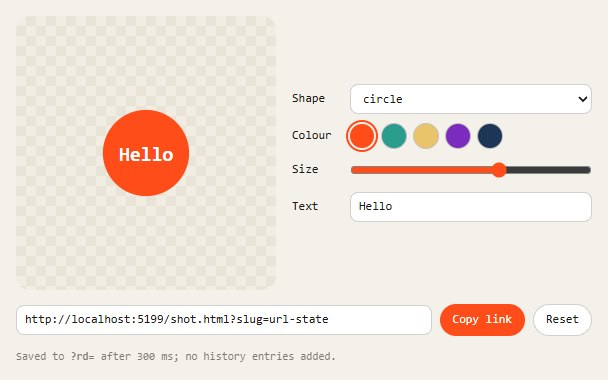 Hello
Shape
circle
Colour
Size
Text
Hello
http://localhost:5199/shot.html?slug=url-state
Copy link
Reset
Saved to ?rd= after 300 ms; no history entries added.